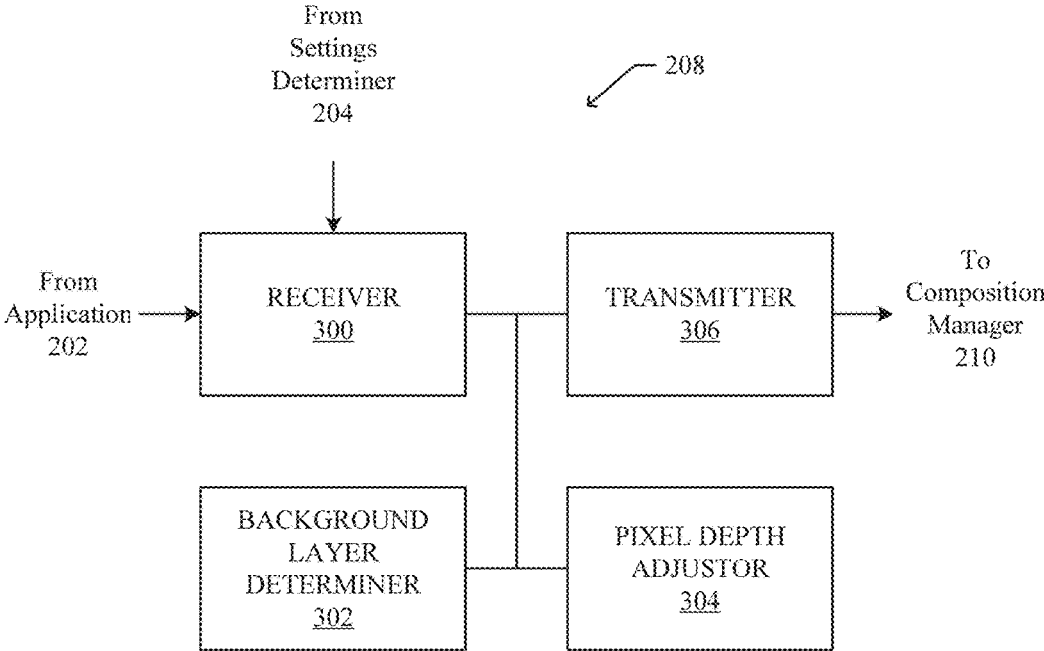 From
Settings
Determiner
204
208
From
Application
202
RECEIVER
300
TRANSMITTER
306
To
Composition
Manager
210
BACKGROUND
LAYER
DETERMINER
302
PIXEL DEPTH
ADJUSTOR
304